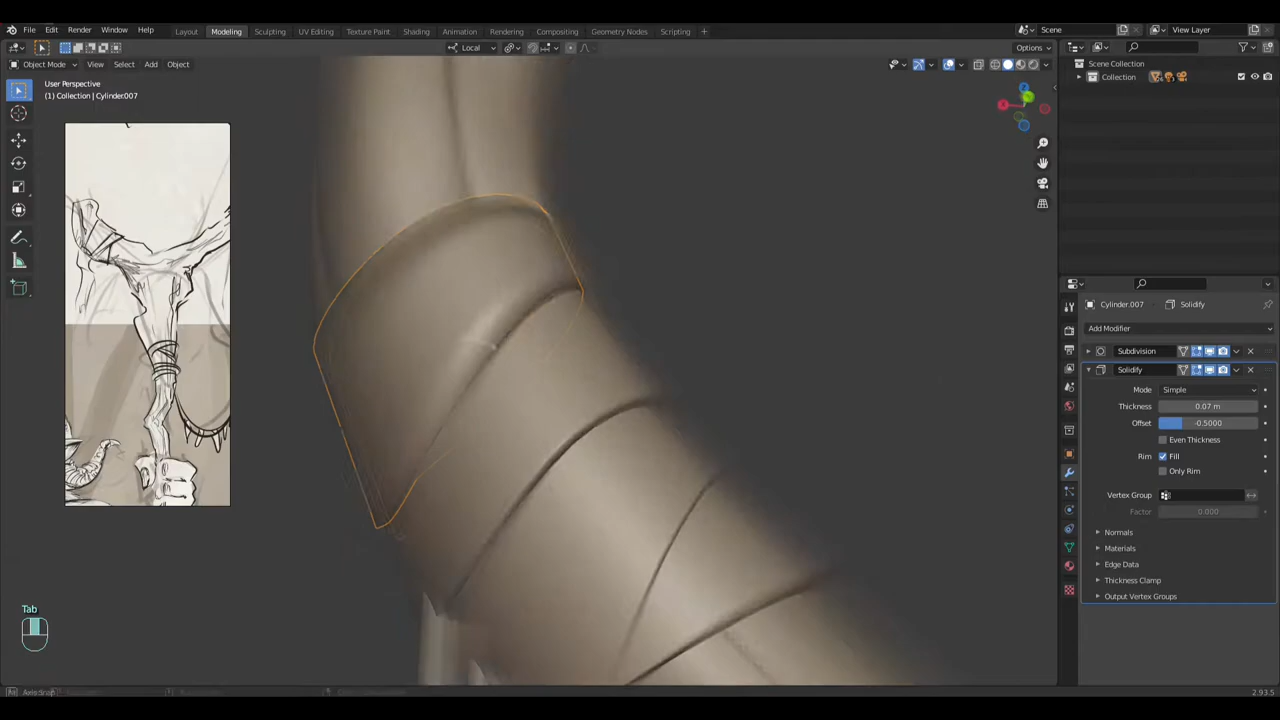 File Edit Render Window Help
Layout Modeling Sculpting UV Editing Texture Paint Shading Animation Rendering Compositing Geometry Nodes Scripting
Scene View Layer
Local Options
Object Mode View Select Add Object
User Perspective
(1) Collection | Cylinder.007
Scene Collection
Collection
Cylinder.007 Solidify
Add Modifier
Subdivision
Solidify
Mode Simple
Thickness 0.07 m
Offset -0.5000
Even Thickness
Rim Fill
Only Rim
Vertex Group
Factor 0.000
Normals
Materials
Edge Data
Thickness Clamp
Output Vertex Groups
Tab
Axis Snap
2.93.5